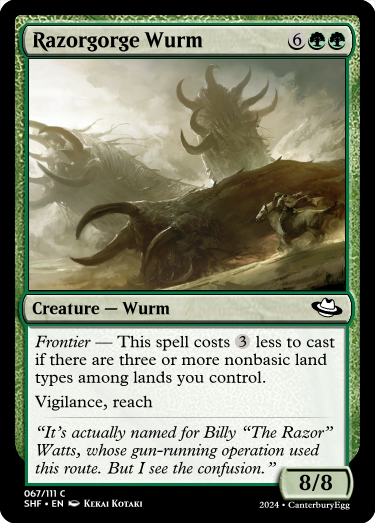 Razorgorge Wurm 6
Creature — Wurm
Frontier — This spell costs 3 less to cast
if there are three or more nonbasic land
types among lands you control.
Vigilance, reach
“It’s actually named for Billy “The Razor”
Watts, whose gun-running operation used
this route. But I see the confusion.”
8/8
067/111 C
SHF • EN Kekai Kotaki
2024 • CanterburyEgg